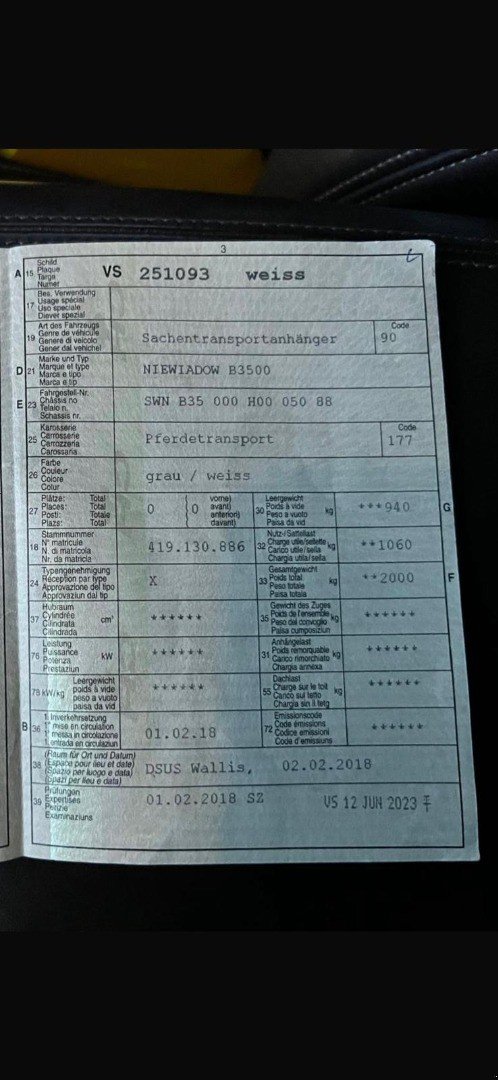 3
A 15 Schild Plaque Targa Numer VS 251093 weiss
17 Bes. Verwendung Usage spécial Uso speciale Diever spezial
19 Art des Fahrzeugs Genre de véhicule Genere di veicolo Gener dal vehichel Sachentransportanhänger Code 90
D 21 Marke und Typ Marque et type Marca e tipo Marca e tip NIEWIADOW B3500
E 23 Fahrgestell-Nr. Châssis no Telaio n. Schassis nr. SWN B35 000 H00 050 88
25 Karosserie Carrosserie Carrozzeria Carossaria Pferdetransport Code 177
26 Farbe Couleur Colore Colur grau / weiss
27 Plätze: Total Places: Total Posti: Totale Plazs: Total 0 (0 vorne) avant) anteriori) davant) 30 Leergewicht Poids à vide Peso a vuoto Paisa da vid kg ***940 G
18 Stammnummer N° matricule N. di matricola Nr. da matricla 419.130.886 32 Nutz-/Sattellast Charge utile/sellette Carico utile/sella Chargia utila/sella kg **1060
24 Typengenehmigung Réception par type Approvazione del tipo Approvaziun dal tip X 33 Gesamtgewicht Poids total Peso totale Paisa totala kg **2000 F
37 Hubraum Cylindrée Cilindrata Cilindrada cm³ ****** 35 Gewicht des Zuges Poids de l'ensemble Peso del convoglio Paisa cumposiziun kg ******
76 Leistung Puissance Potenza Prestaziun kW ****** 31 Anhängelast Poids remorquable Carico rimorchiato Chargia annexa kg ******
78 kW/kg Leergewicht poids à vide peso a vuoto paisa da vid ****** 55 Dachlast Charge sur le toit Carico sul tetto Chargia sin il tetg kg ******
B 36 1. Inverkehrsetzung 1re mise en circulation 1a messa in circolazione 1. entrada en circulaziun 01.02.18 72 Emissionscode Code émissions Codice emissioni Code d'emissiuns
38 (Raum für Ort und Datum) (Espace pour lieu et date) (Spazio per luogo e data) (Spazi per lieu e data) DSUS Wallis, 02.02.2018
39 Prüfungen Expertises Perizie Examinaziuns 01.02.2018 SZ VS 12 JUN 2023